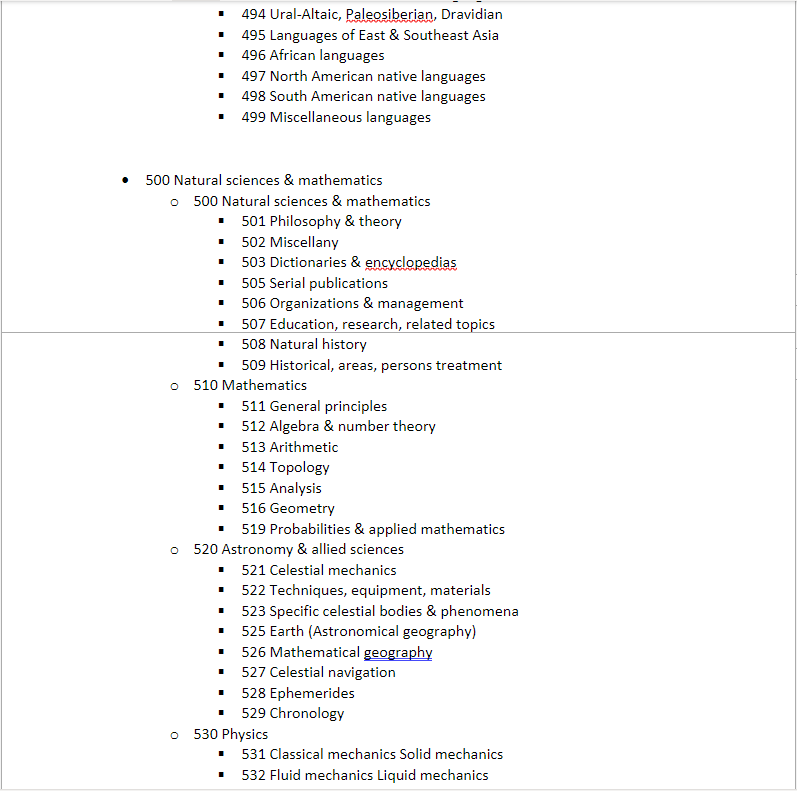 494 Ural-Altaic, Paleosiberian, Dravidian
495 Languages of East & Southeast Asia
496 African languages
497 North American native languages
498 South American native languages
499 Miscellaneous languages
500 Natural sciences & mathematics
500 Natural sciences & mathematics
501 Philosophy & theory
502 Miscellany
503 Dictionaries & encyclopedias
505 Serial publications
506 Organizations & management
507 Education, research, related topics
508 Natural history
509 Historical, areas, persons treatment
510 Mathematics
511 General principles
512 Algebra & number theory
513 Arithmetic
514 Topology
515 Analysis
516 Geometry
519 Probabilities & applied mathematics
520 Astronomy & allied sciences
521 Celestial mechanics
522 Techniques, equipment, materials
523 Specific celestial bodies & phenomena
525 Earth (Astronomical geography)
526 Mathematical geography
527 Celestial navigation
528 Ephemerides
529 Chronology
530 Physics
531 Classical mechanics Solid mechanics
532 Fluid mechanics Liquid mechanics